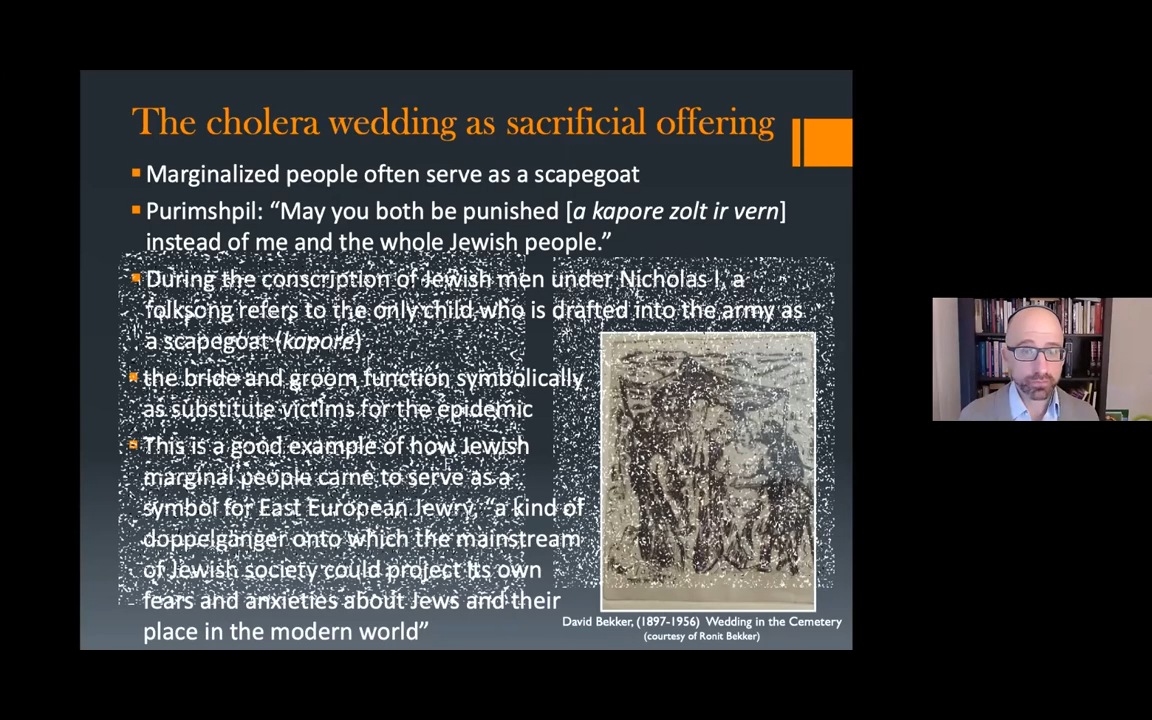 The cholera wedding as sacrificial offering
Marginalized people often serve as a scapegoat
Purimshpil: “May you both be punished [a kapore zolt ir vern]
instead of me and the whole Jewish people.”
During the conscription of Jewish men under Nicholas I, a
folksong refers to the only child who is drafted into the army as
a scapegoat (kapore)
the bride and groom function symbolically
as substitute victims for the epidemic
This is a good example of how Jewish
marginal people came to serve as a
symbol for East European Jewry, “a kind of
doppelgänger onto which the mainstream
of Jewish society could project its own
fears and anxieties about Jews and their
place in the modern world”
David Bekker, (1897-1956) Wedding in the Cemetery
(courtesy of Ronit Bekker)